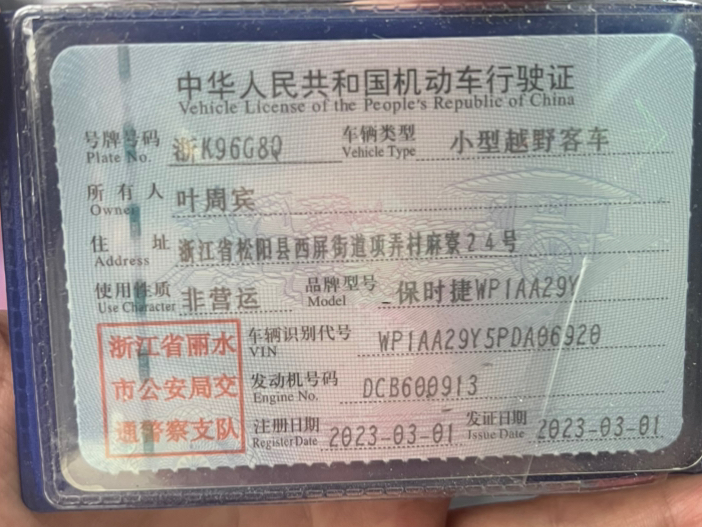 中华人民共和国机动车行驶证
Vehicle License of the People's Republic of China
号牌号码 浙K96G8Q 车辆类型 小型越野客车
Plate No. Vehicle Type
所有人 叶周宾
Owner
住址 浙江省松阳县西屏街道项弄村麻寮24号
Address
使用性质 非营运 品牌型号 保时捷WP1AA29Y
Use Character Model
浙江省丽水
市公安局交
通警察支队
车辆识别代号 WP1AA29Y5PDA06920
VIN
发动机号码 DCB600913
Engine No.
注册日期 2023-03-01 发证日期 2023-03-01
Register Date Issue Date